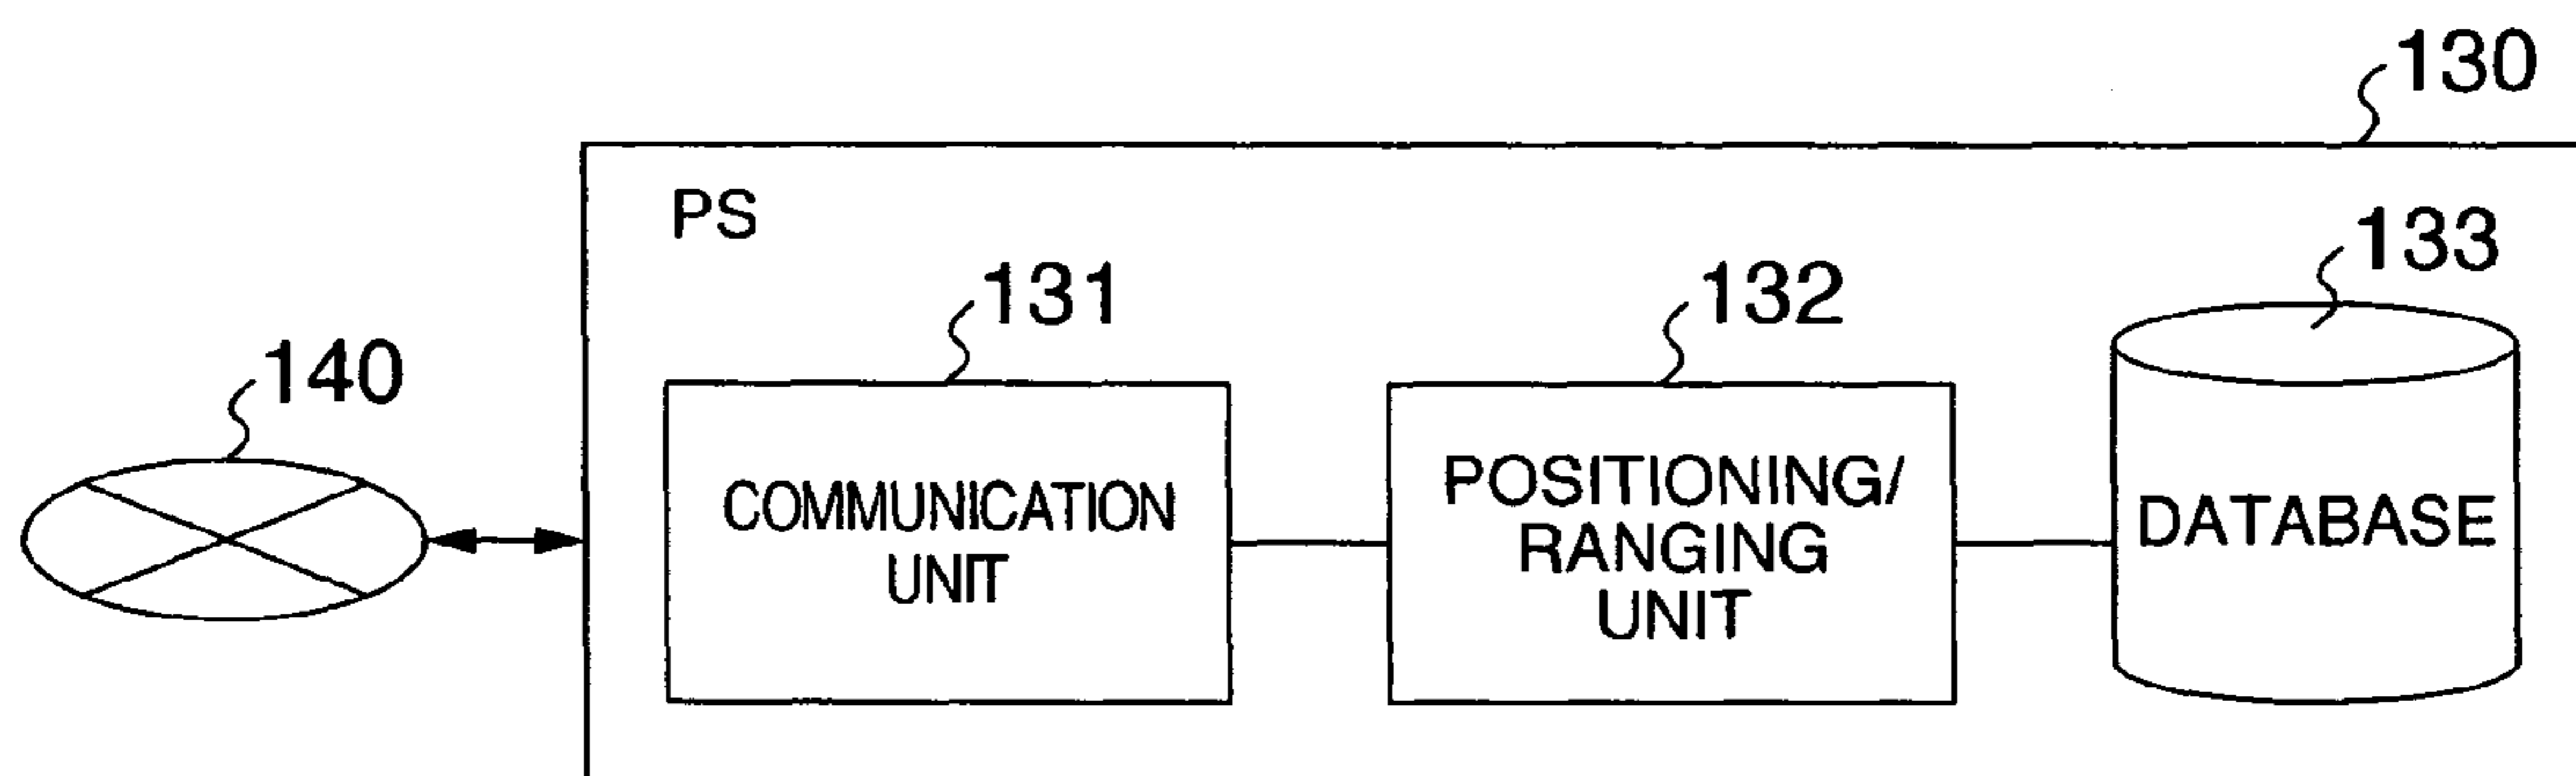 130
PS
133
131
132
140
COMMUNICATION
UNIT
POSITIONING/
RANGING
UNIT
DATABASE